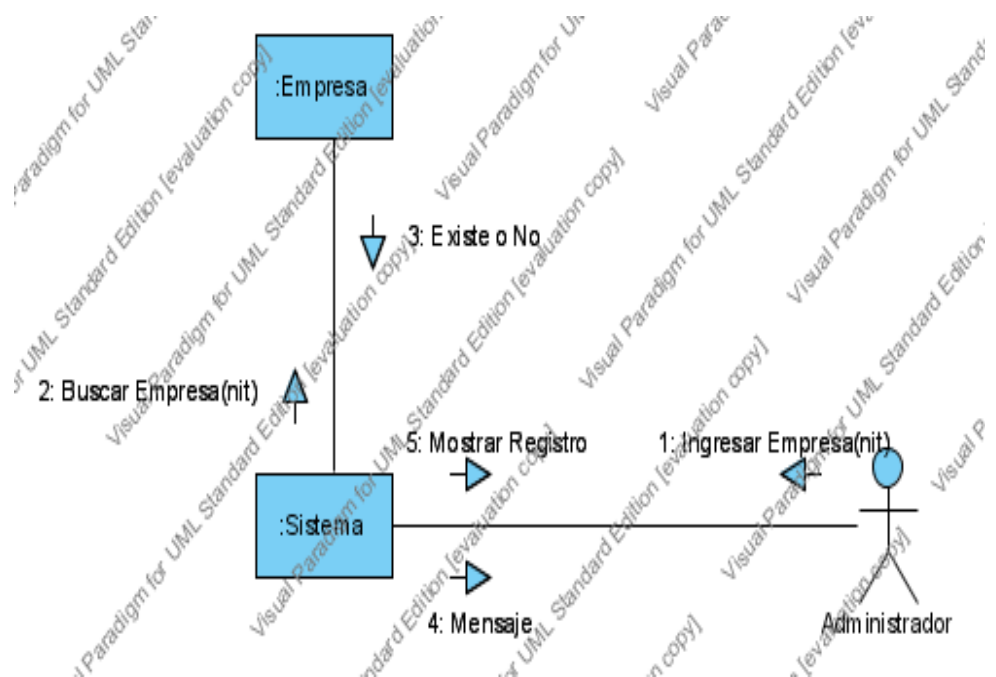 :Empresa
3: Existe o No
2: Buscar Empresa(nit)
5: Mostrar Registro
1: Ingresar Empresa(nit)
:Sistema
4: Mensaje
Administrador
Visual Paradigm for UML Standard Edition [evaluation copy]